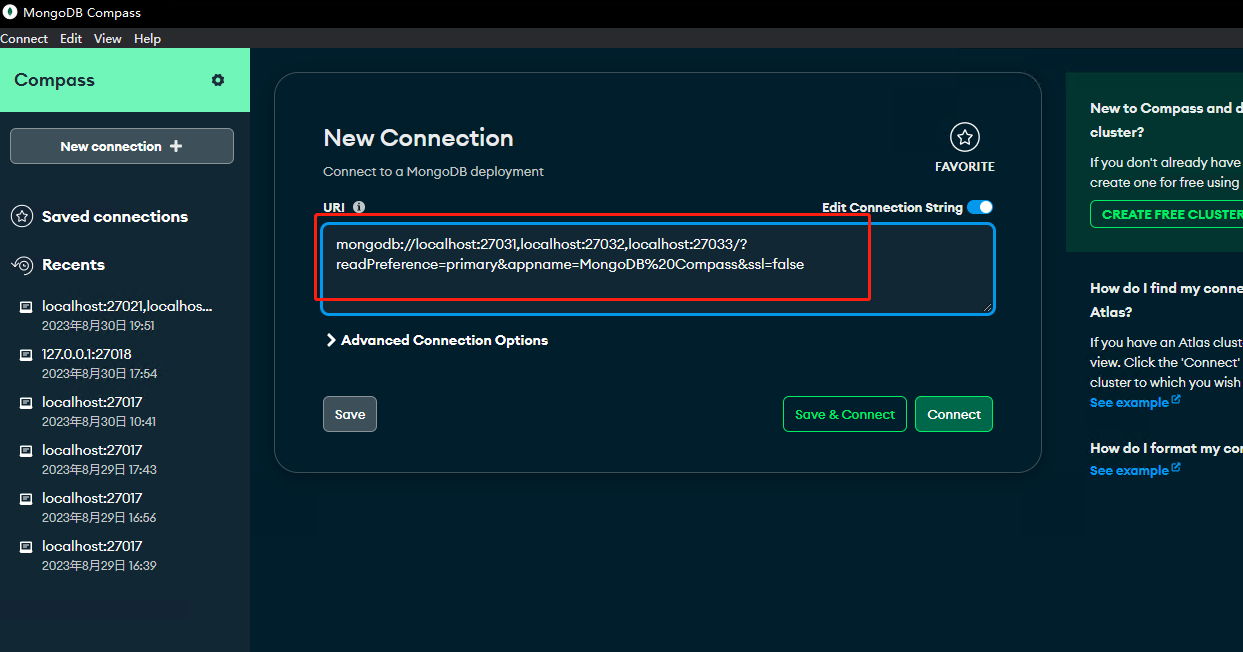 MongoDB Compass
Connect Edit View Help
Compass
New connection
Saved connections
Recents
localhost:27021,localhos...
2023年8月30日 19:51
127.0.0.1:27018
2023年8月30日 17:54
localhost:27017
2023年8月30日 10:41
localhost:27017
2023年8月29日 17:43
localhost:27017
2023年8月29日 16:56
localhost:27017
2023年8月29日 16:39
New Connection
Connect to a MongoDB deployment
FAVORITE
URI
Edit Connection String
mongodb://localhost:27031,localhost:27032,localhost:27033/?
readPreference=primary&appname=MongoDB%20Compass&ssl=false
Advanced Connection Options
Save
Save & Connect
Connect
New to Compass and d
cluster?
If you don't already have
create one for free using
CREATE FREE CLUSTER
How do I find my conne
Atlas?
If you have an Atlas clust
view. Click the 'Connect'
cluster to which you wish
See example
How do I format my con
See example